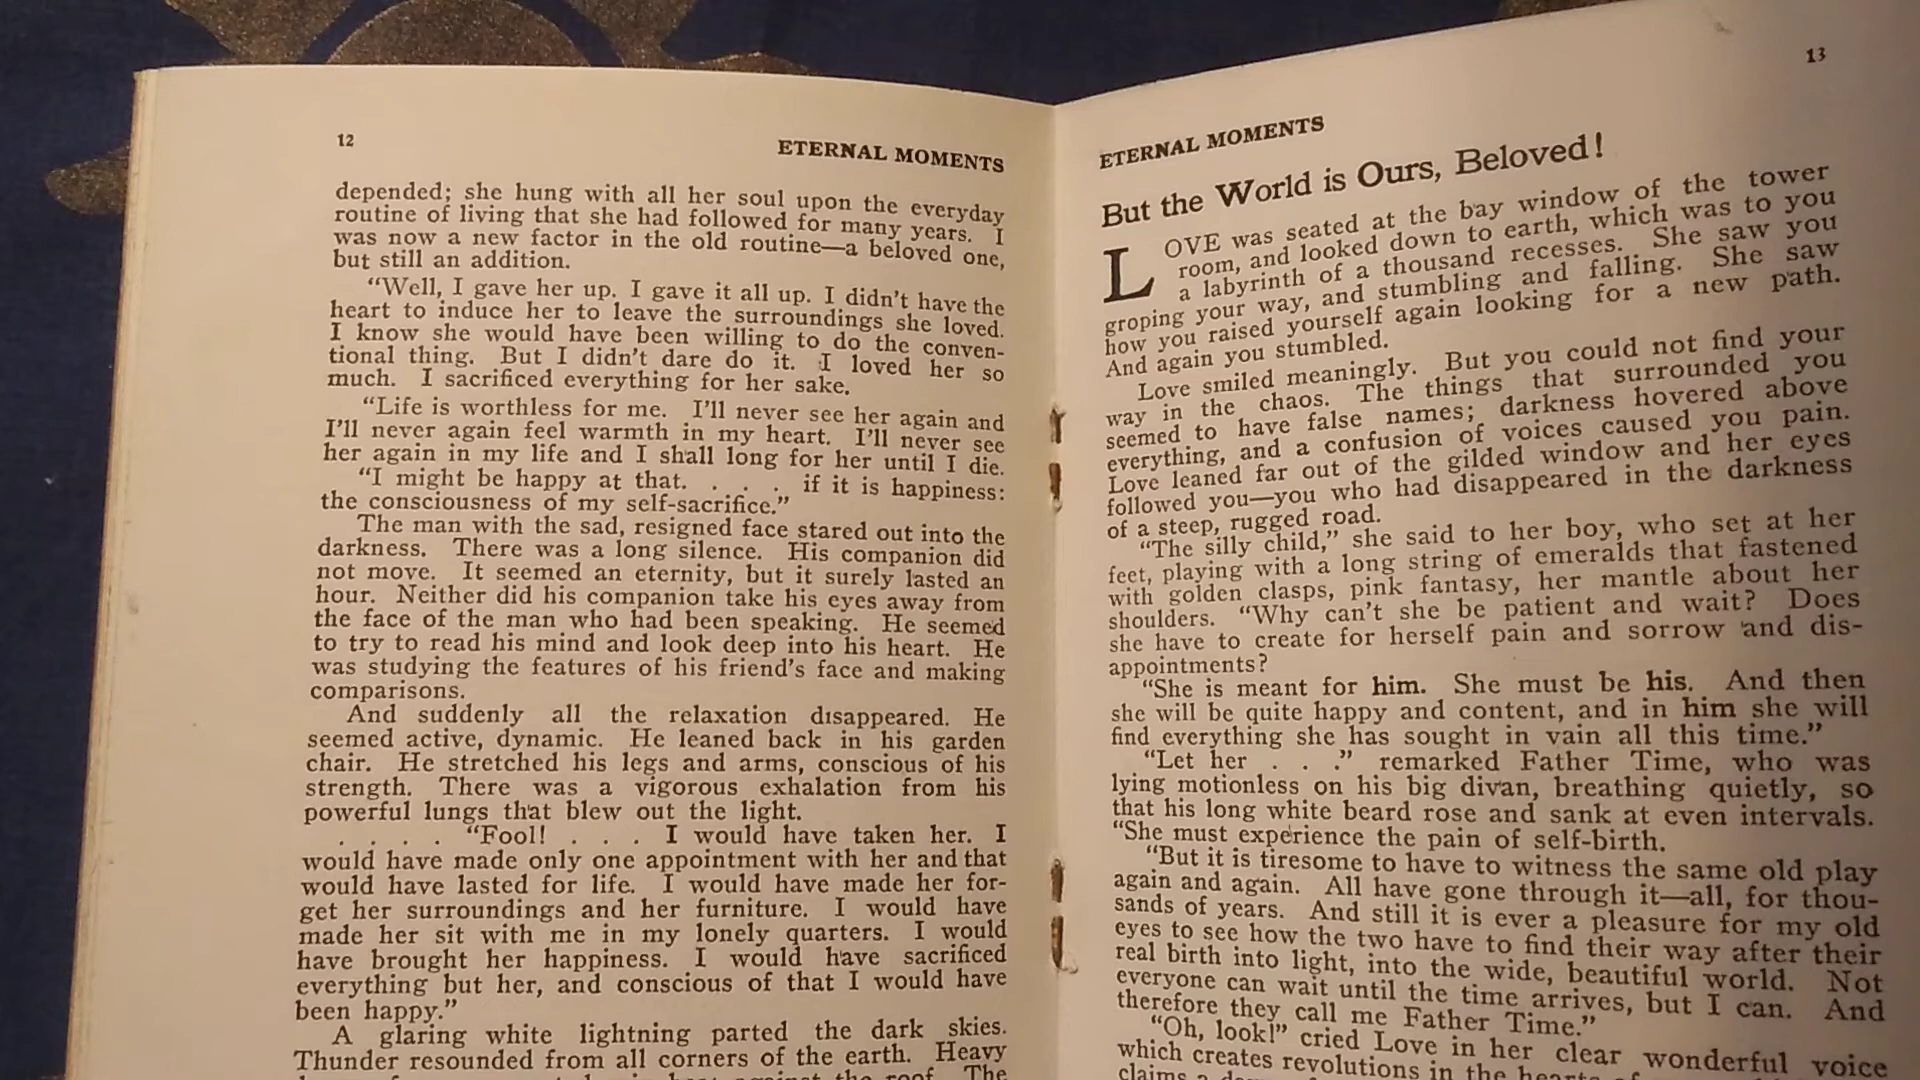 12
ETERNAL MOMENTS
depended; she hung with all her soul upon the everyday
routine of living that she had followed for many years. I
was now a new factor in the old routine—a beloved one,
but still an addition.
“Well, I gave her up. I gave it all up. I didn't have the
heart to induce her to leave the surroundings she loved.
I know she would have been willing to do the conven-
tional thing. But I didn't dare do it. I loved her so
much. I sacrificed everything for her sake.
“Life is worthless for me. I'll never see her again and
I'll never again feel warmth in my heart. I'll never see
her again in my life and I shall long for her until I die.
“I might be happy at that. . . . if it is happiness:
the consciousness of my self-sacrifice.”
The man with the sad, resigned face stared out into the
darkness. There was a long silence. His companion did
not move. It seemed an eternity, but it surely lasted an
hour. Neither did his companion take his eyes away from
the face of the man who had been speaking. He seemed
to try to read his mind and look deep into his heart. He
was studying the features of his friend's face and making
comparisons.
And suddenly all the relaxation disappeared. He
seemed active, dynamic. He leaned back in his garden
chair. He stretched his legs and arms, conscious of his
strength. There was a vigorous exhalation from his
powerful lungs that blew out the light.
. . . . “Fool! . . . I would have taken her. I
would have made only one appointment with her and that
would have lasted for life. I would have made her for-
get her surroundings and her furniture. I would have
made her sit with me in my lonely quarters. I would
have brought her happiness. I would have sacrificed
everything but her, and conscious of that I would have
been happy.”
A glaring white lightning parted the dark skies.
Thunder resounded from all corners of the earth. Heavy
the roof. The
13
ETERNAL MOMENTS
But the World is Ours, Beloved!
LOVE was seated at the bay window of the tower
room, and looked down to earth, which was to you
a labyrinth of a thousand recesses. She saw you
groping your way, and stumbling and falling. She saw
how you raised yourself again looking for a new path.
And again you stumbled.
Love smiled meaningly. But you could not find your
way in the chaos. The things that surrounded you
seemed to have false names; darkness hovered above
everything, and a confusion of voices caused you pain.
Love leaned far out of the gilded window and her eyes
followed you—you who had disappeared in the darkness
of a steep, rugged road.
“The silly child,” she said to her boy, who set at her
feet, playing with a long string of emeralds that fastened
with golden clasps, pink fantasy, her mantle about her
shoulders. “Why can't she be patient and wait? Does
she have to create for herself pain and sorrow and dis-
appointments?
“She is meant for him. She must be his. And then
she will be quite happy and content, and in him she will
find everything she has sought in vain all this time.”
“Let her . . .” remarked Father Time, who was
lying motionless on his big divan, breathing quietly, so
that his long white beard rose and sank at even intervals.
“She must experience the pain of self-birth.
“But it is tiresome to have to witness the same old play
again and again. All have gone through it—all, for thou-
sands of years. And still it is ever a pleasure for my old
eyes to see how the two have to find their way after their
real birth into light, into the wide, beautiful world. Not
everyone can wait until the time arrives, but I can. And
therefore they call me Father Time.”
“Oh, look!” cried Love in her clear wonderful voice
which creates revolutions in the hearts of
claims a